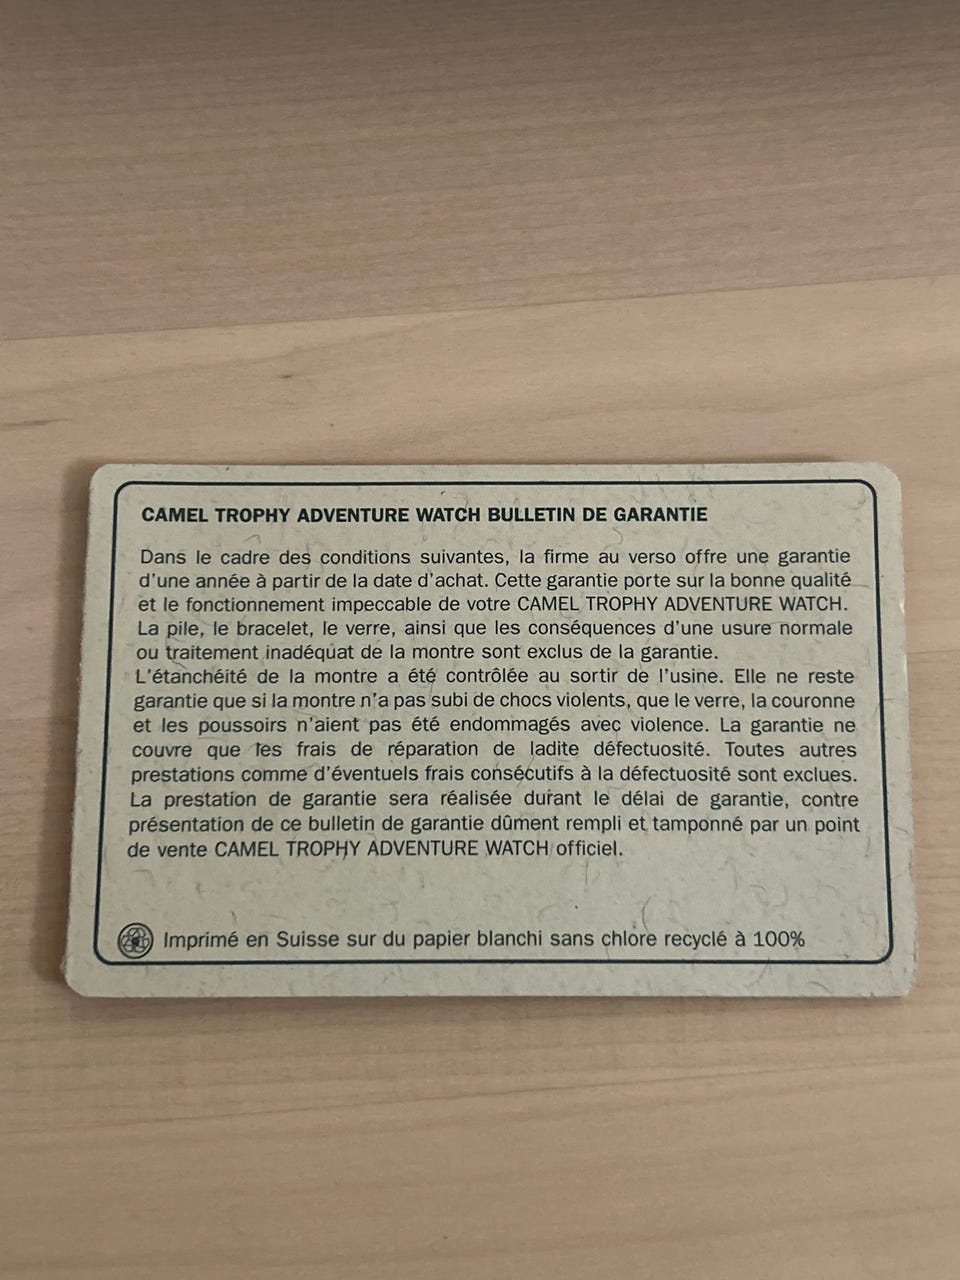 CAMEL TROPHY ADVENTURE WATCH BULLETIN DE GARANTIE
Dans le cadre des conditions suivantes, la firme au verso offre une garantie
d'une année à partir de la date d'achat. Cette garantie porte sur la bonne qualité
et le fonctionnement impeccable de votre CAMEL TROPHY ADVENTURE WATCH.
La pile, le bracelet, le verre, ainsi que les conséquences d'une usure normale
ou traitement inadéquat de la montre sont exclus de la garantie.
L'étanchéité de la montre a été contrôlée au sortir de l'usine. Elle ne reste
garantie que si la montre n'a pas subi de chocs violents, que le verre, la couronne
et les poussoirs n'aient pas été endommagés avec violence. La garantie ne
couvre que les frais de réparation de ladite défectuosité. Toutes autres
prestations comme d'éventuels frais consécutifs à la défectuosité sont exclues.
La prestation de garantie sera réalisée durant le délai de garantie, contre
présentation de ce bulletin de garantie dûment rempli et tamponné par un point
de vente CAMEL TROPHY ADVENTURE WATCH officiel.
Imprimé en Suisse sur du papier blanchi sans chlore recyclé à 100%